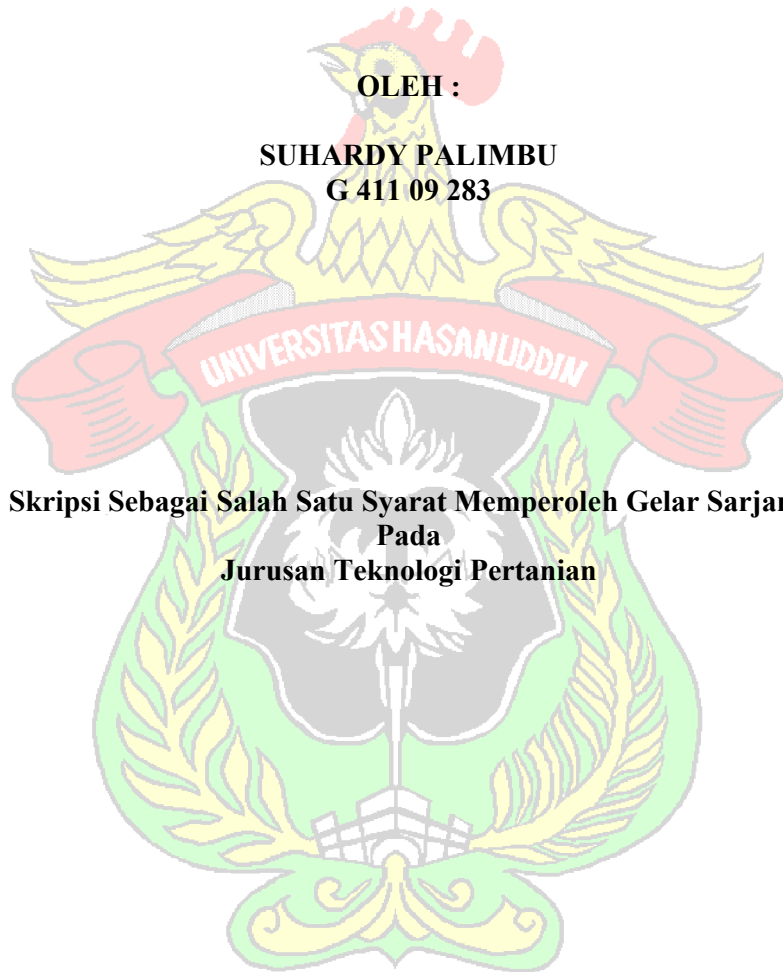 OLEH :
SUHARDY PALIMBU
G 411 09 283
UNIVERSITAS HASANUDDIN
Skripsi Sebagai Salah Satu Syarat Memperoleh Gelar
Pada
Jurusan Teknologi Pertanian